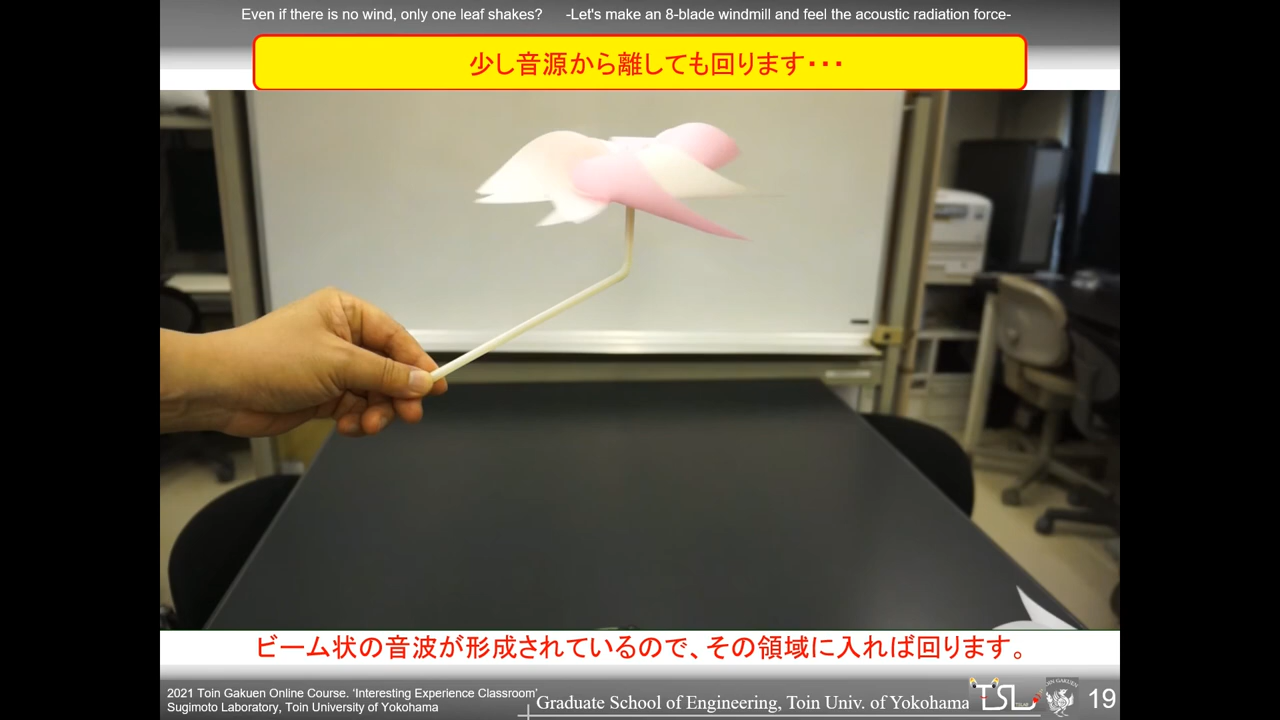 Even if there is no wind, only one leaf shakes? -Let's make an 8-blade windmill and feel the acoustic radiation force-
少し音源から離しても回ります･･･
ビーム状の音波が形成されているので、その領域に入れば回ります。
2021 Toin Gakuen Online Course. ‘Interesting Experience Classroom’
Sugimoto Laboratory, Toin University of Yokohama
Graduate School of Engineering, Toin Univ. of Yokohama
TSL
19